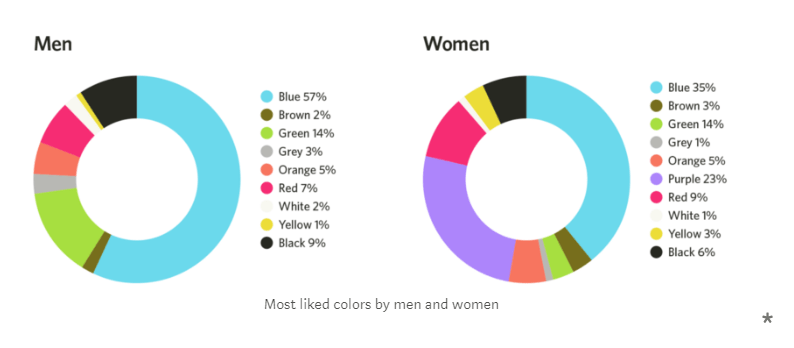 Men
Blue 57%
Brown 2%
Green 14%
Grey 3%
Orange 5%
Red 7%
White 2%
Yellow 1%
Black 9%
Women
Blue 35%
Brown 3%
Green 14%
Grey 1%
Orange 5%
Purple 23%
Red 9%
White 1%
Yellow 3%
Black 6%
Most liked colors by men and women
*